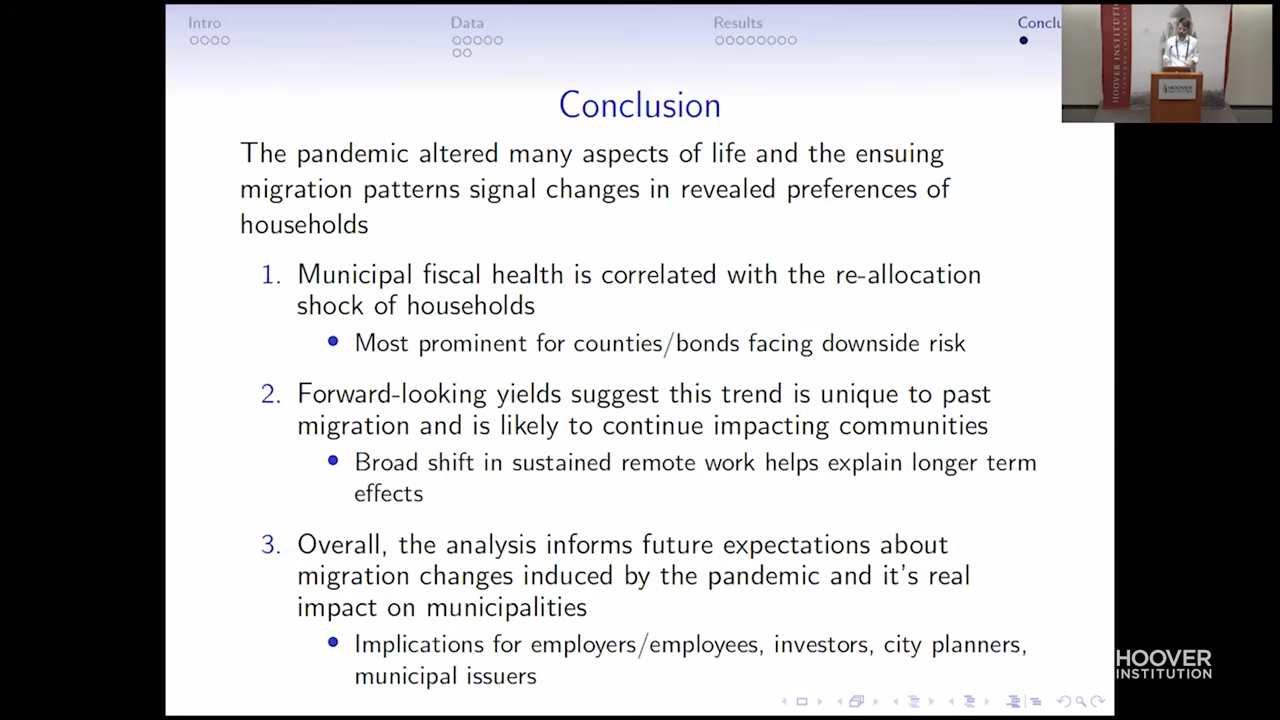 Intro
Data
Results
Conclu
HOOVER INSTITUTION
HOOVER
INSTITUTION
Conclusion
The pandemic altered many aspects of life and the ensuing
migration patterns signal changes in revealed preferences of
households
1. Municipal fiscal health is correlated with the re-allocation
shock of households
• Most prominent for counties/bonds facing downside risk
2. Forward-looking yields suggest this trend is unique to past
migration and is likely to continue impacting communities
• Broad shift in sustained remote work helps explain longer term
effects
3. Overall, the analysis informs future expectations about
migration changes induced by the pandemic and it's real
impact on municipalities
• Implications for employers/employees, investors, city planners,
municipal issuers
HOOVER
INSTITUTION